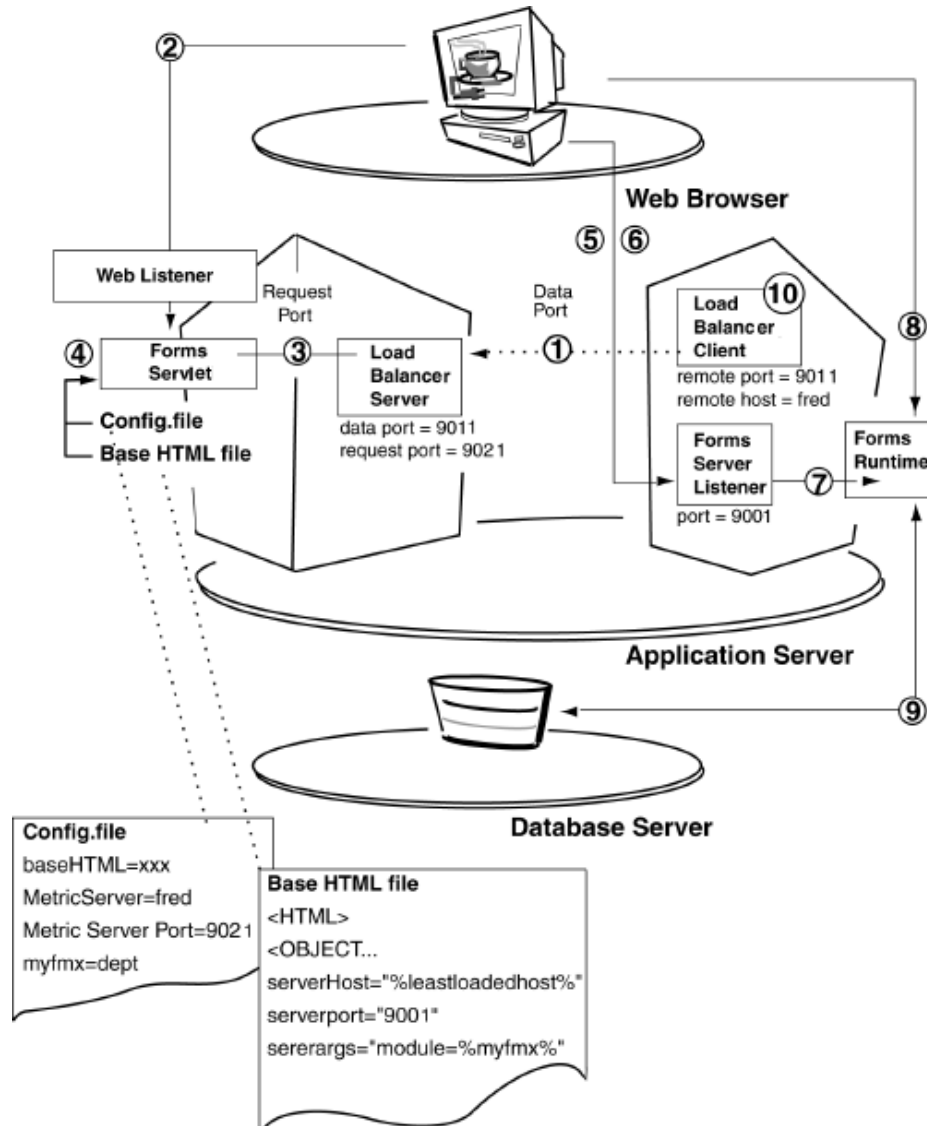 ②
Web Browser
⑤ ⑥
Web Listener
Request
Port
Data
Port
Load
Balancer
Client
⑩
⑧
④
Forms
Servlet
③
Load
Balancer
Server
①
remote port = 9011
remote host = fred
Config.file
Base HTML file
data port = 9011
request port = 9021
Forms
Server
Listener
⑦
Forms
Runtime
port = 9001
Application Server
⑨
Database Server
Config.file
baseHTML=xxx
MetricServer=fred
Metric Server Port=9021
myfmx=dept
Base HTML file
<HTML>
<OBJECT...
serverHost="%leastloadedhost%"
serverport="9001"
sererargs="module=%myfmx%"